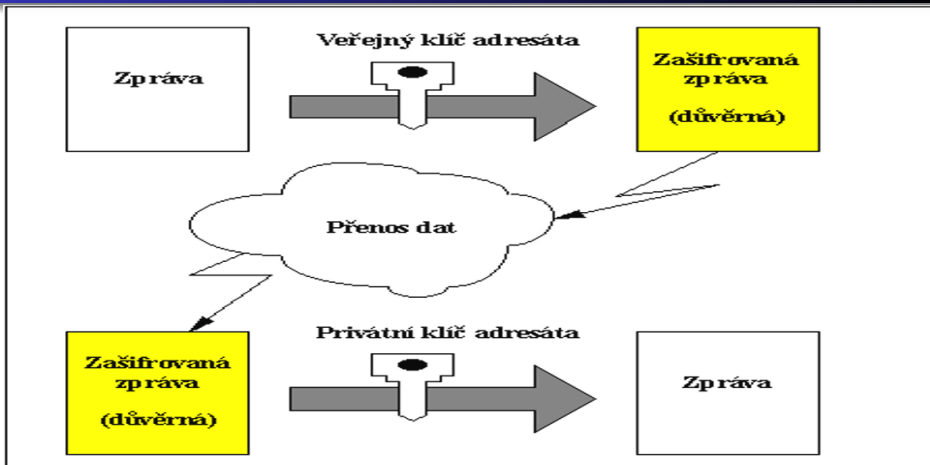 Veřejný klíč adresáta
Zpráva
Zašifrovaná
zpráva
(důvěrná)
Přenos dat
Privátní klíč adresáta
Zašifrovaná
zpráva
(důvěrná)
Zpráva